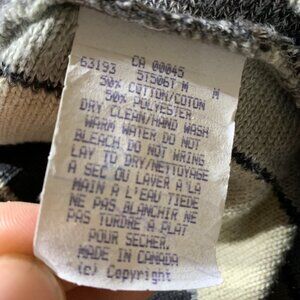 CA 00045
63193 5T506T M M
50% COTTON/COTON
50% POLYESTER
DRY CLEAN/HAND WASH
WARM WATER DO NOT
BLEACH DO NOT WRING
LAY TO DRY/NETTOYAGE
A SEC OU LAVER A'LA
MAIN A L'EAU TIEDE
NE PAS BLANCHIR NE
PAS TURDRE A PLAT
POUR SECHER.
MADE IN CANADA
(c) Copyright